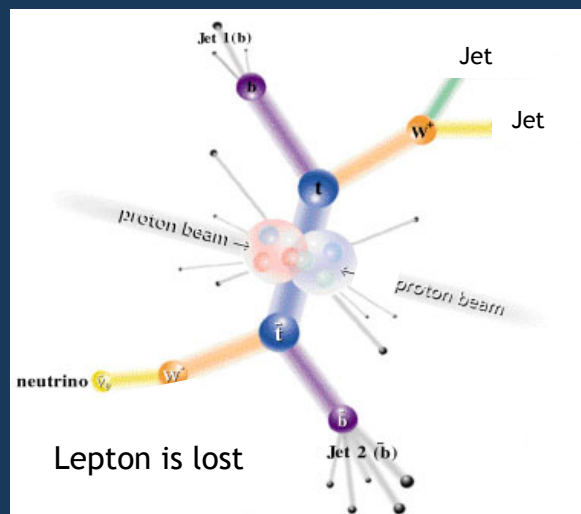 Jet 1(b)
Jet
b
Jet
W⁺
t
proton beam →
← proton beam
t̄
neutrino
W⁻
b̄
Jet 2 (b̄)
Lepton is lost